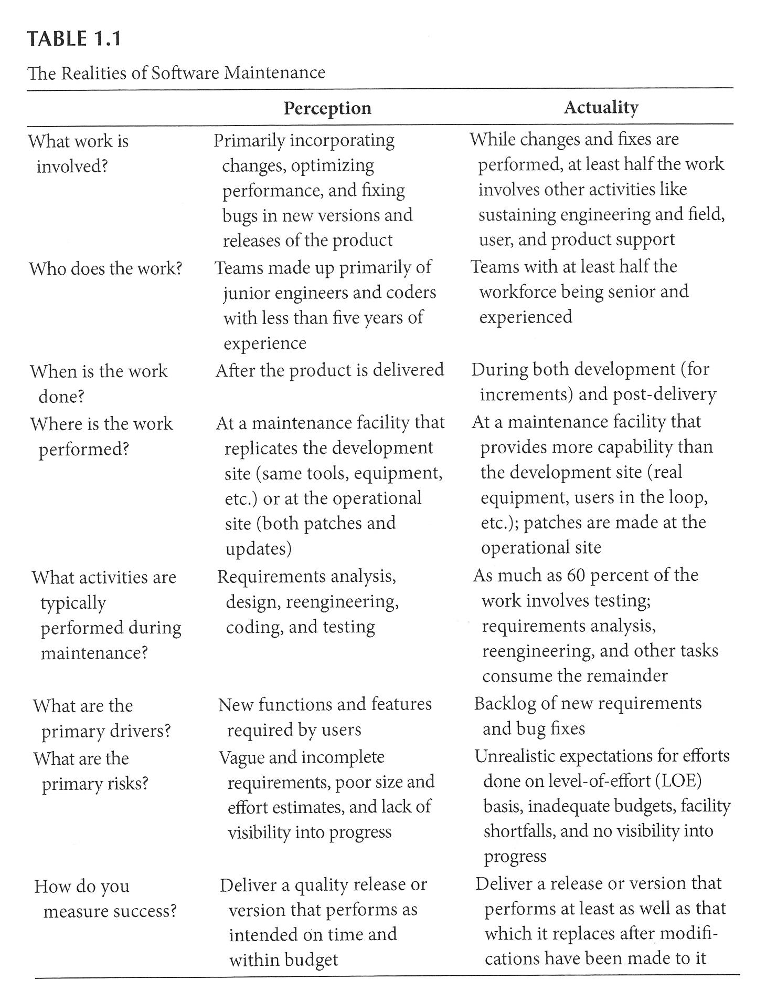 TABLE 1.1
The Realities of Software Maintenance
Perception
Actuality
What work is
involved?
Primarily incorporating
changes, optimizing
performance, and fixing
bugs in new versions and
releases of the product
While changes and fixes are
performed, at least half the work
involves other activities like
sustaining engineering and field,
user, and product support
Who does the work?
Teams made up primarily of
junior engineers and coders
with less than five years of
experience
Teams with at least half the
workforce being senior and
experienced
When is the work
done?
After the product is delivered
During both development (for
increments) and post-delivery
Where is the work
performed?
At a maintenance facility that
replicates the development
site (same tools, equipment,
etc.) or at the operational
site (both patches and
updates)
At a maintenance facility that
provides more capability than
the development site (real
equipment, users in the loop,
etc.); patches are made at the
operational site
What activities are
typically
performed during
maintenance?
Requirements analysis,
design, reengineering,
coding, and testing
As much as 60 percent of the
work involves testing;
requirements analysis,
reengineering, and other tasks
consume the remainder
What are the
primary drivers?
New functions and features
required by users
Backlog of new requirements
and bug fixes
What are the
primary risks?
Vague and incomplete
requirements, poor size and
effort estimates, and lack of
visibility into progress
Unrealistic expectations for efforts
done on level-of-effort (LOE)
basis, inadequate budgets, facility
shortfalls, and no visibility into
progress
How do you
measure success?
Deliver a quality release or
version that performs as
intended on time and
within budget
Deliver a release or version that
performs at least as well as that
which it replaces after modifi-
cations have been made to it